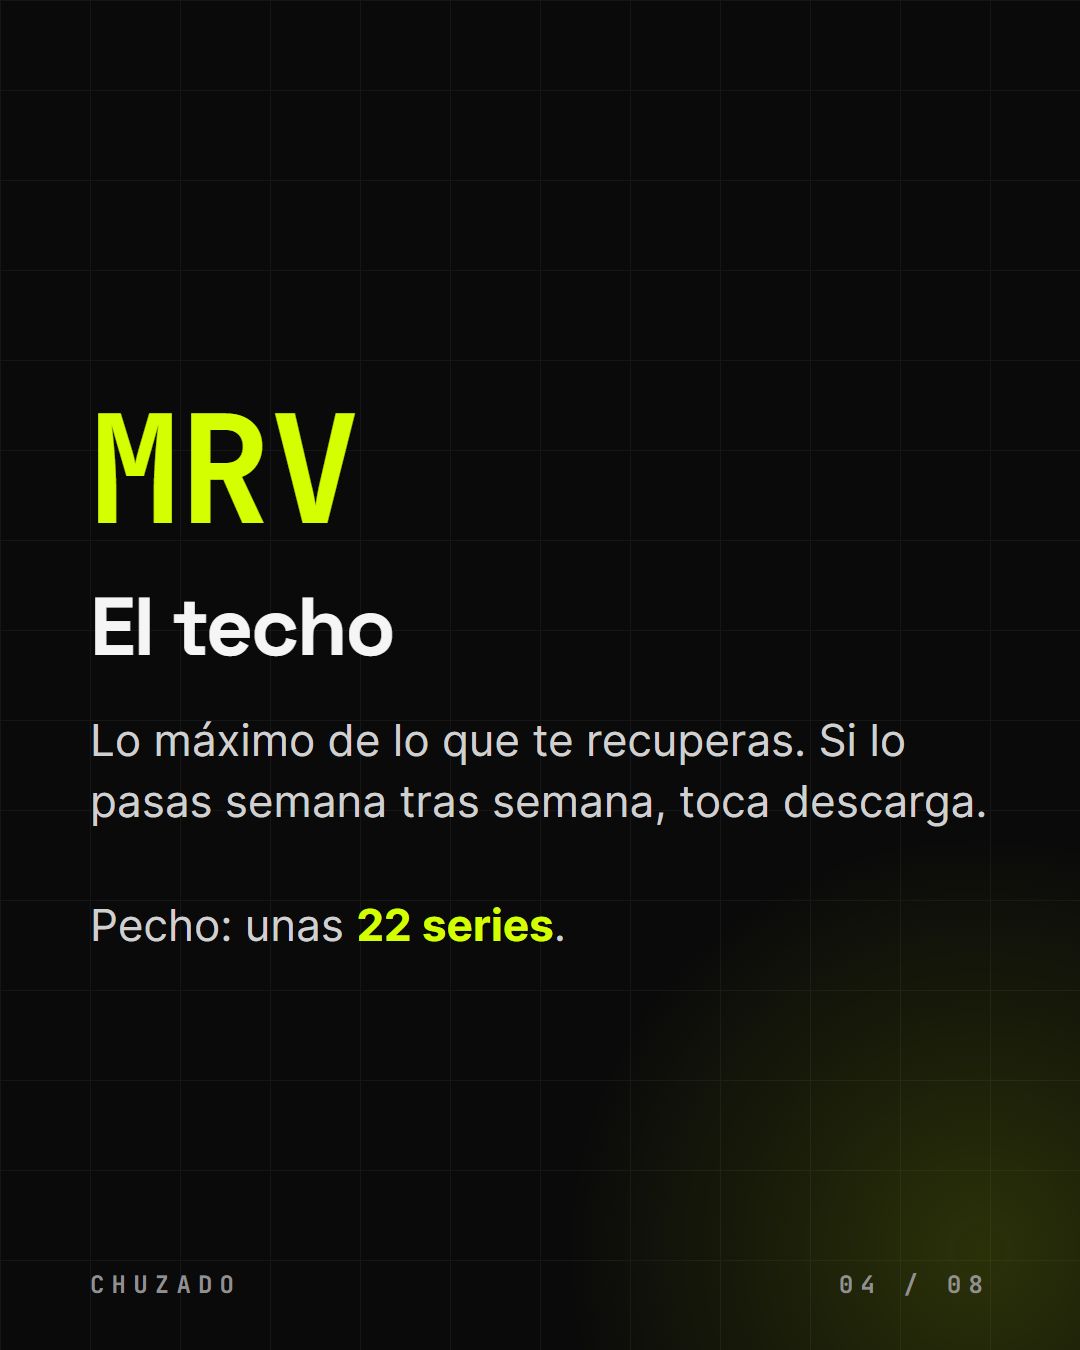 MRV
El techo
Lo máximo de lo que te recuperas. Si lo
pasas semana tras semana, toca descarga.
Pecho: unas 22 series.
CHUZADO
04 / 08